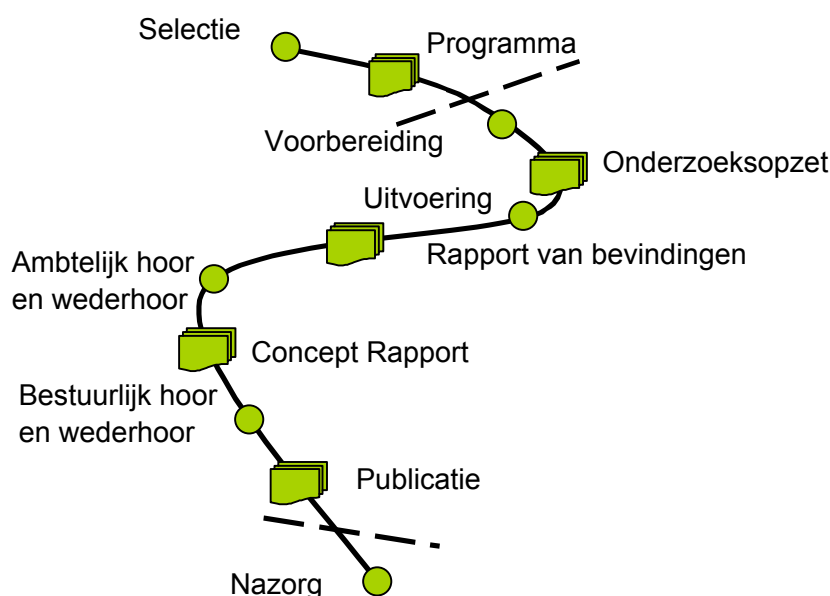 Selectie
Programma
Voorbereiding
Onderzoeksopzet
Uitvoering
Rapport van bevindingen
Ambtelijk hoor
en wederhoor
Concept Rapport
Bestuurlijk hoor
en wederhoor
Publicatie
Nazorg